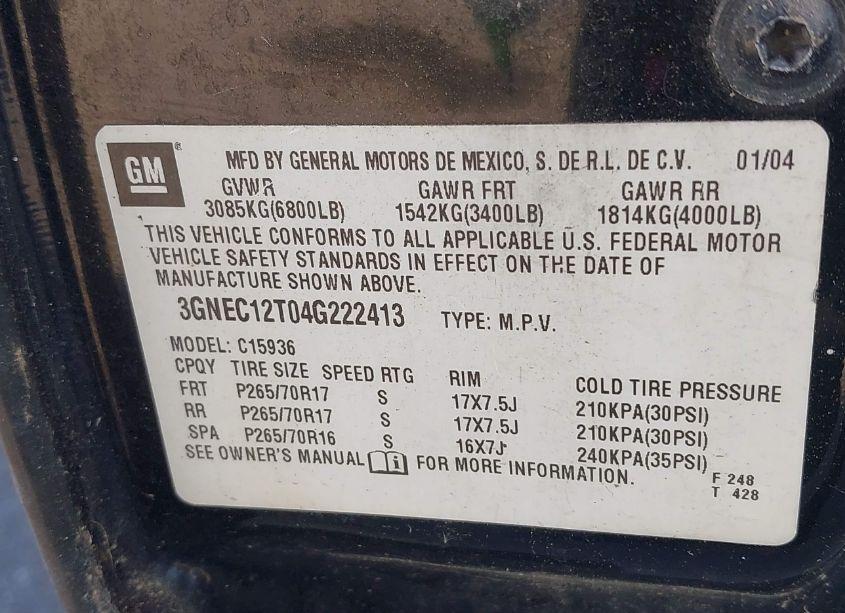 GM ® MFD BY GENERAL MOTORS DE MEXICO, S. DE R.L. DE C.V. 01/04
GVWR GAWR FRT GAWR RR
3085KG(6800LB) 1542KG(3400LB) 1814KG(4000LB)
THIS VEHICLE CONFORMS TO ALL APPLICABLE U.S. FEDERAL MOTOR
VEHICLE SAFETY STANDARDS IN EFFECT ON THE DATE OF
MANUFACTURE SHOWN ABOVE.
3GNEC12T04G222413 TYPE: M.P.V.
MODEL: C15936
CPQY TIRE SIZE SPEED RTG RIM COLD TIRE PRESSURE
FRT P265/70R17 S 17X7.5J 210KPA(30PSI)
RR P265/70R17 S 17X7.5J 210KPA(30PSI)
SPA P265/70R16 S 16X7J 240KPA(35PSI)
SEE OWNER'S MANUAL i FOR MORE INFORMATION.
F 248
T 428